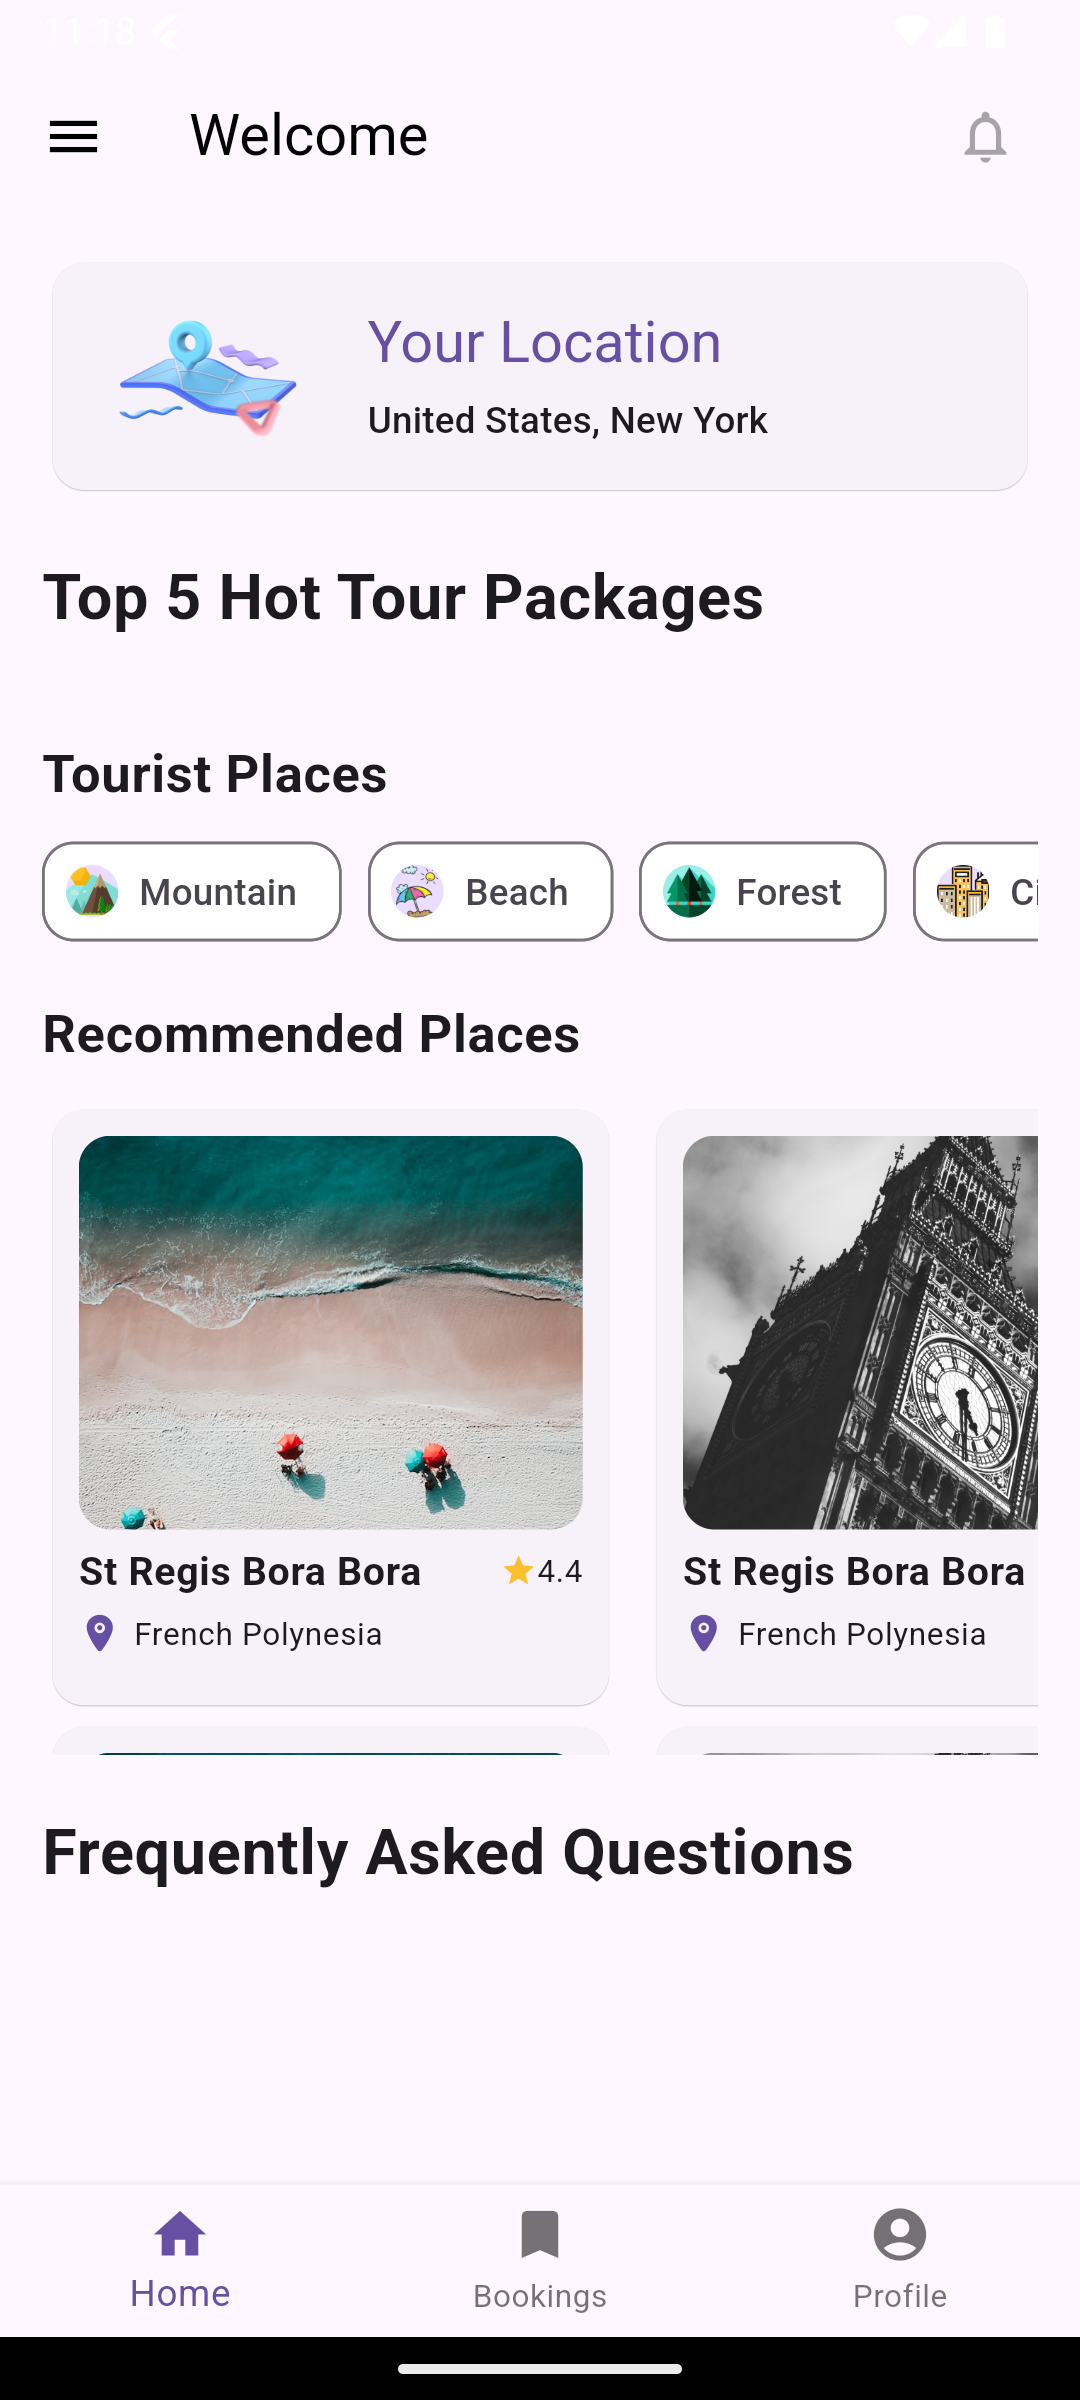 11:18
Welcome
Your Location
United States, New York
Top 5 Hot Tour Packages
Tourist Places
Mountain
Beach
Forest
Ci
Recommended Places
St Regis Bora Bora
4.4
French Polynesia
St Regis Bora Bora
French Polynesia
Frequently Asked Questions
Home
Bookings
Profile